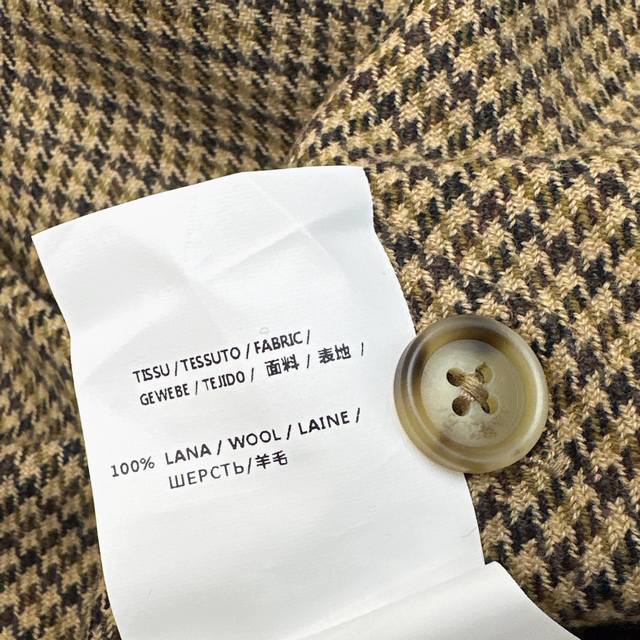 TISSU / TESSUTO / FABRIC /
GEWEBE / TEJIDO / 面料 / 表地 /
100% LANA / WOOL / LAINE /
ШЕРСТЬ/羊毛